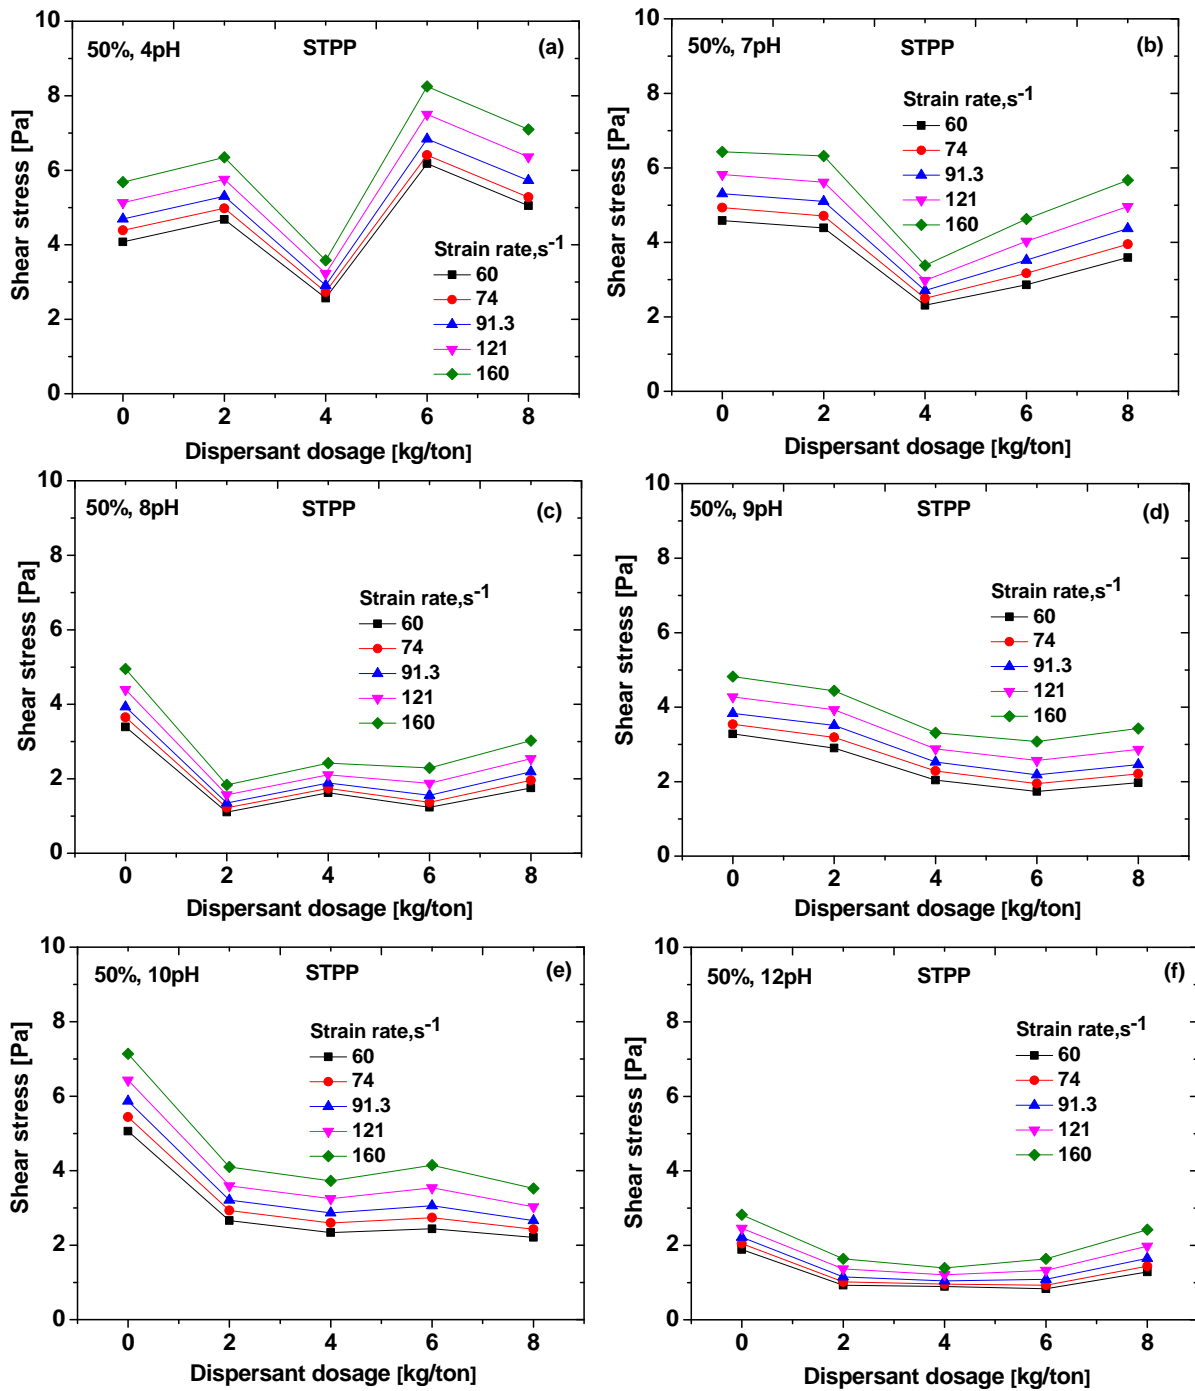 50%, 4pH STPP (a)
Shear stress [Pa]
10
8
6
4
2
0
Strain rate,s-1
60
74
91.3
121
160
0 2 4 6 8
Dispersant dosage [kg/ton]
50%, 7pH STPP (b)
Shear stress [Pa]
10
8
6
4
2
0
Strain rate,s-1
60
74
91.3
121
160
0 2 4 6 8
Dispersant dosage [kg/ton]
50%, 8pH STPP (c)
Shear stress [Pa]
10
8
6
4
2
0
Strain rate,s-1
60
74
91.3
121
160
0 2 4 6 8
Dispersant dosage [kg/ton]
50%, 9pH STPP (d)
Shear stress [Pa]
10
8
6
4
2
0
Strain rate,s-1
60
74
91.3
121
160
0 2 4 6 8
Dispersant dosage [kg/ton]
50%, 10pH STPP (e)
Shear stress [Pa]
10
8
6
4
2
0
Strain rate,s-1
60
74
91.3
121
160
0 2 4 6 8
Dispersant dosage [kg/ton]
50%, 12pH STPP (f)
Shear stress [Pa]
10
8
6
4
2
0
Strain rate,s-1
60
74
91.3
121
160
0 2 4 6 8
Dispersant dosage [kg/ton]